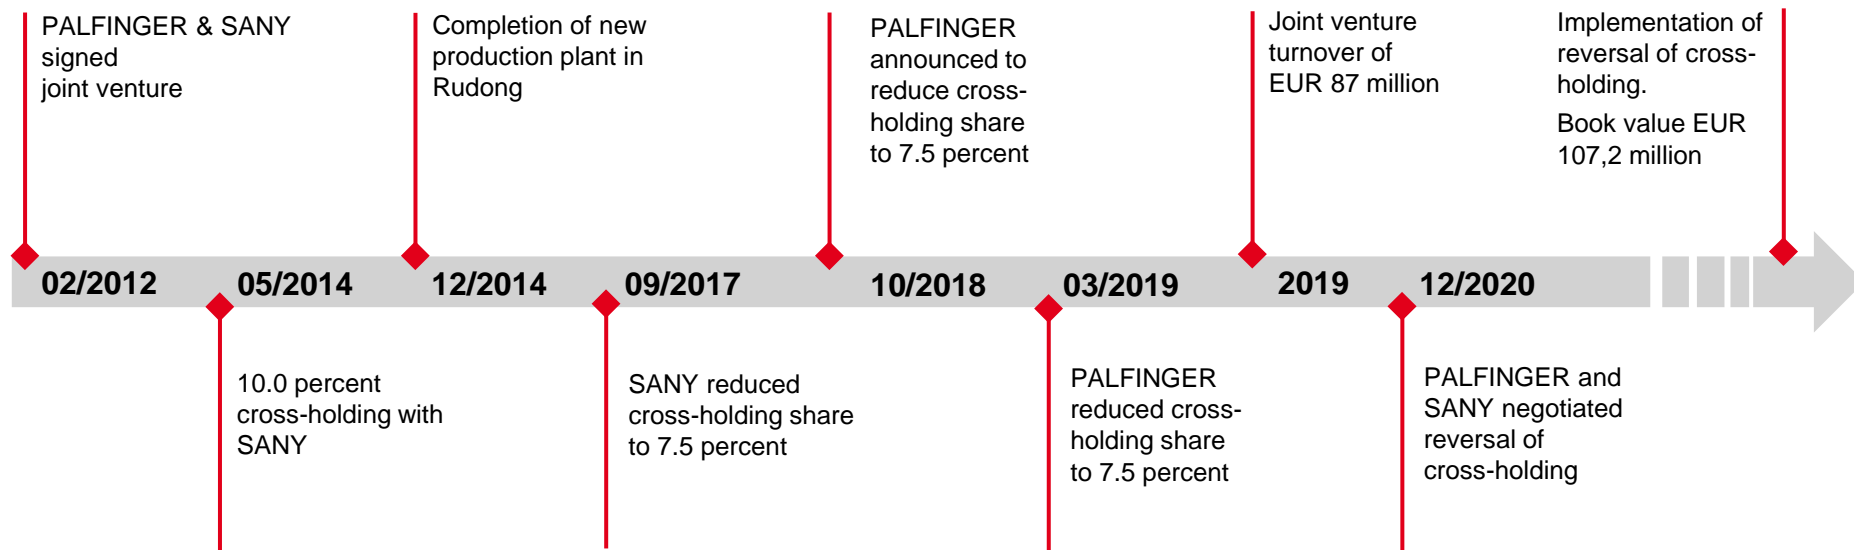 PALFINGER & SANY
signed
joint venture
Completion of new
production plant in
Rudong
PALFINGER
announced to
reduce cross-
holding share
to 7.5 percent
Joint venture
turnover of
EUR 87 million
Implementation of
reversal of cross-
holding.
Book value EUR
107,2 million
02/2012
05/2014
12/2014
09/2017
10/2018
03/2019
2019
12/2020
10.0 percent
cross-holding with
SANY
SANY reduced
cross-holding share
to 7.5 percent
PALFINGER
reduced cross-
holding share
to 7.5 percent
PALFINGER and
SANY negotiated
reversal of
cross-holding